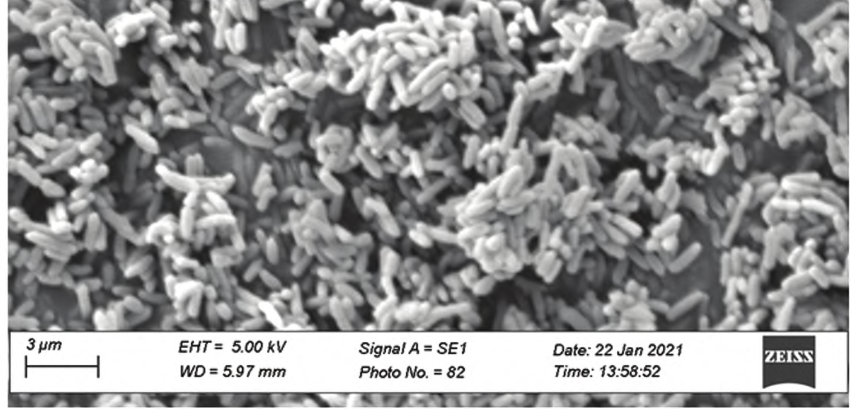 3 µm
EHT = 5.00 kV
Signal A = SE1
Date: 22 Jan 2021
ZEISS
WD = 5.97 mm
Photo No. = 82
Time: 13:58:52